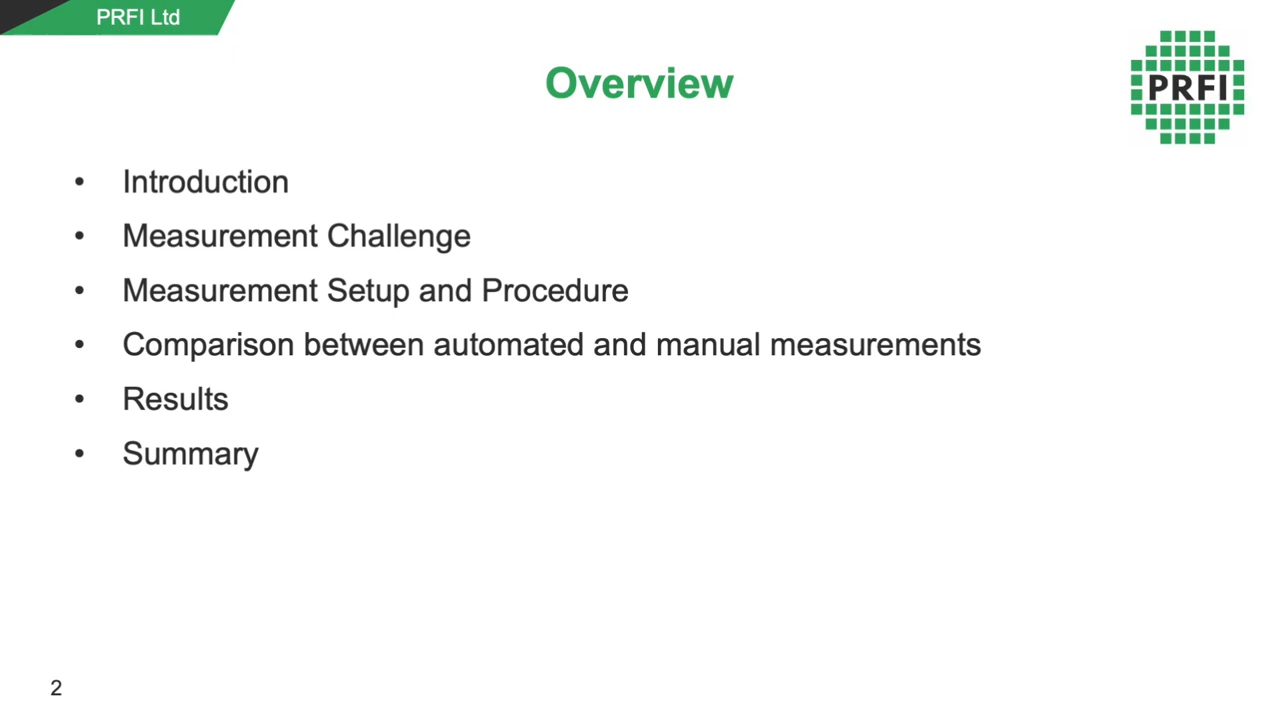 PRFI Ltd
Overview
PRFI
• Introduction
• Measurement Challenge
• Measurement Setup and Procedure
• Comparison between automated and manual measurements
• Results
• Summary
2